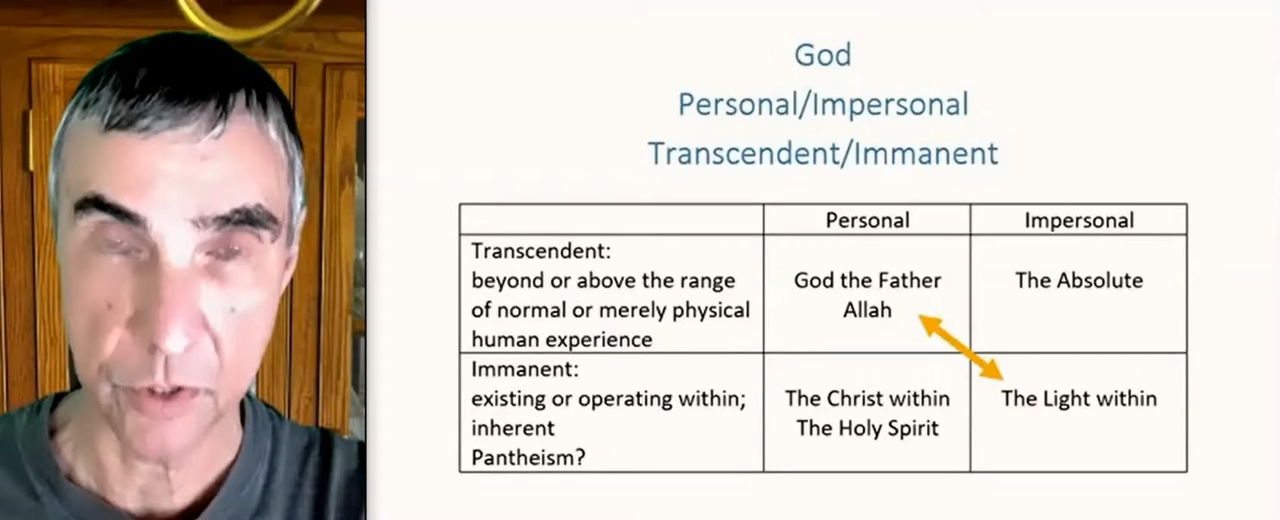 God
Personal/Impersonal
Transcendent/Immanent
Personal
Impersonal
Transcendent:
beyond or above the range
of normal or merely physical
human experience
God the Father
Allah
The Absolute
Immanent:
existing or operating within;
inherent
Pantheism?
The Christ within
The Holy Spirit
The Light within